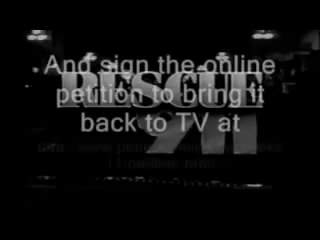 And sign the online
RESCUE
petition to bring it
911
back to TV at